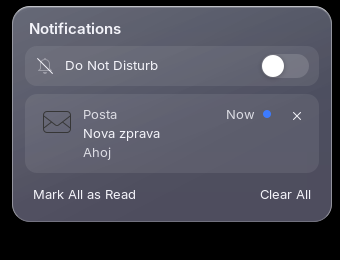 Notifications
Do Not Disturb
Posta Now
Nova zprava
Ahoj
Mark All as Read Clear All